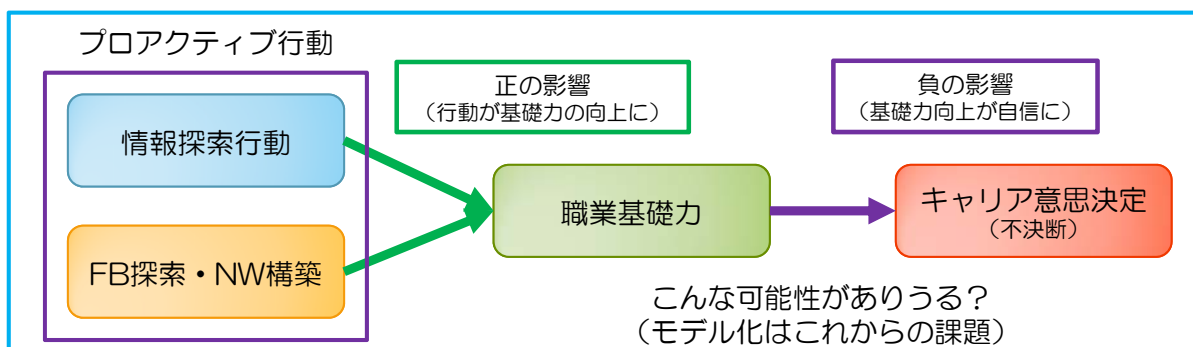 プロアクティブ行動
情報探索行動
FB探索・NW構築
正の影響
（行動が基礎力の向上に）
職業基礎力
負の影響
（基礎力向上が自信に）
キャリア意思決定
（不決断）
こんな可能性がありうる？
（モデル化はこれからの課題）